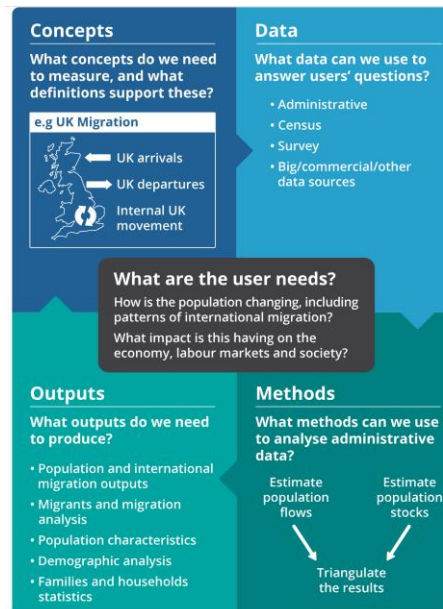 Concepts
What concepts do we need
to measure, and what
definitions support these?
e.g UK Migration
UK arrivals
UK departures
Internal UK
movement
Data
What data can we use to
answer users' questions?
• Administrative
• Census
• Survey
• Big/commercial/other
data sources
What are the user needs?
How is the population changing, including
patterns of international migration?
What impact is this having on the
economy, labour markets and society?
Outputs
What outputs do we need
to produce?
• Population and international
migration outputs
• Migrants and migration
analysis
• Population characteristics
• Demographic analysis
• Families and households
statistics
Methods
What methods can we use
to analyse administrative
data?
Estimate
population
flows
Estimate
population
stocks
Triangulate
the results